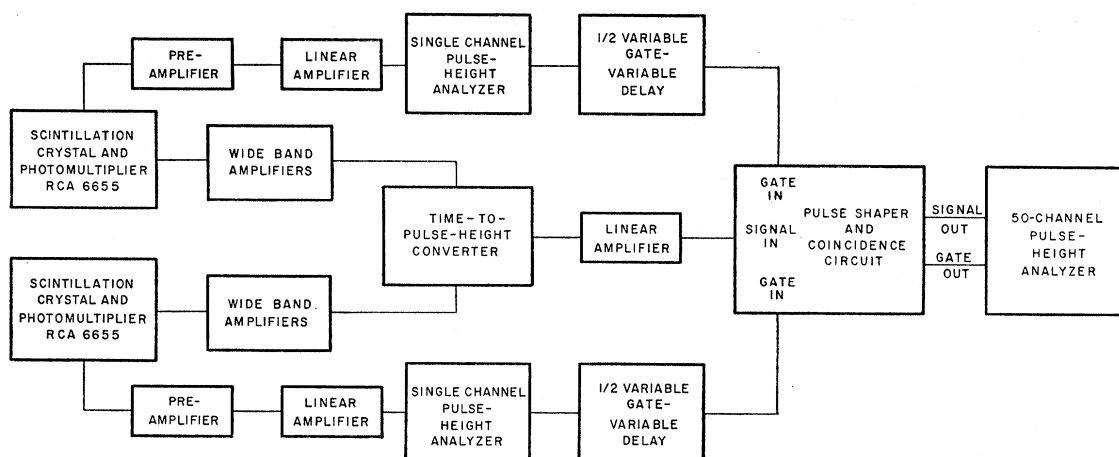 PRE-
AMPLIFIER
LINEAR
AMPLIFIER
SINGLE CHANNEL
PULSE-
HEIGHT
ANALYZER
1/2 VARIABLE
GATE-
VARIABLE
DELAY
SCINTILLATION
CRYSTAL AND
PHOTOMULTIPLIER
RCA 6655
WIDE BAND
AMPLIFIERS
TIME-TO-
PULSE-HEIGHT
CONVERTER
LINEAR
AMPLIFIER
GATE
IN
SIGNAL
IN
GATE
IN
PULSE SHAPER
AND
COINCIDENCE
CIRCUIT
SIGNAL
OUT
GATE
OUT
50-CHANNEL
PULSE-
HEIGHT
ANALYZER
SCINTILLATION
CRYSTAL AND
PHOTOMULTIPLIER
RCA 6655
WIDE BAND.
AMPLIFIERS
PRE-
AMPLIFIER
LINEAR
AMPLIFIER
SINGLE CHANNEL
PULSE-
HEIGHT
ANALYZER
1/2 VARIABLE
GATE-
VARIABLE
DELAY